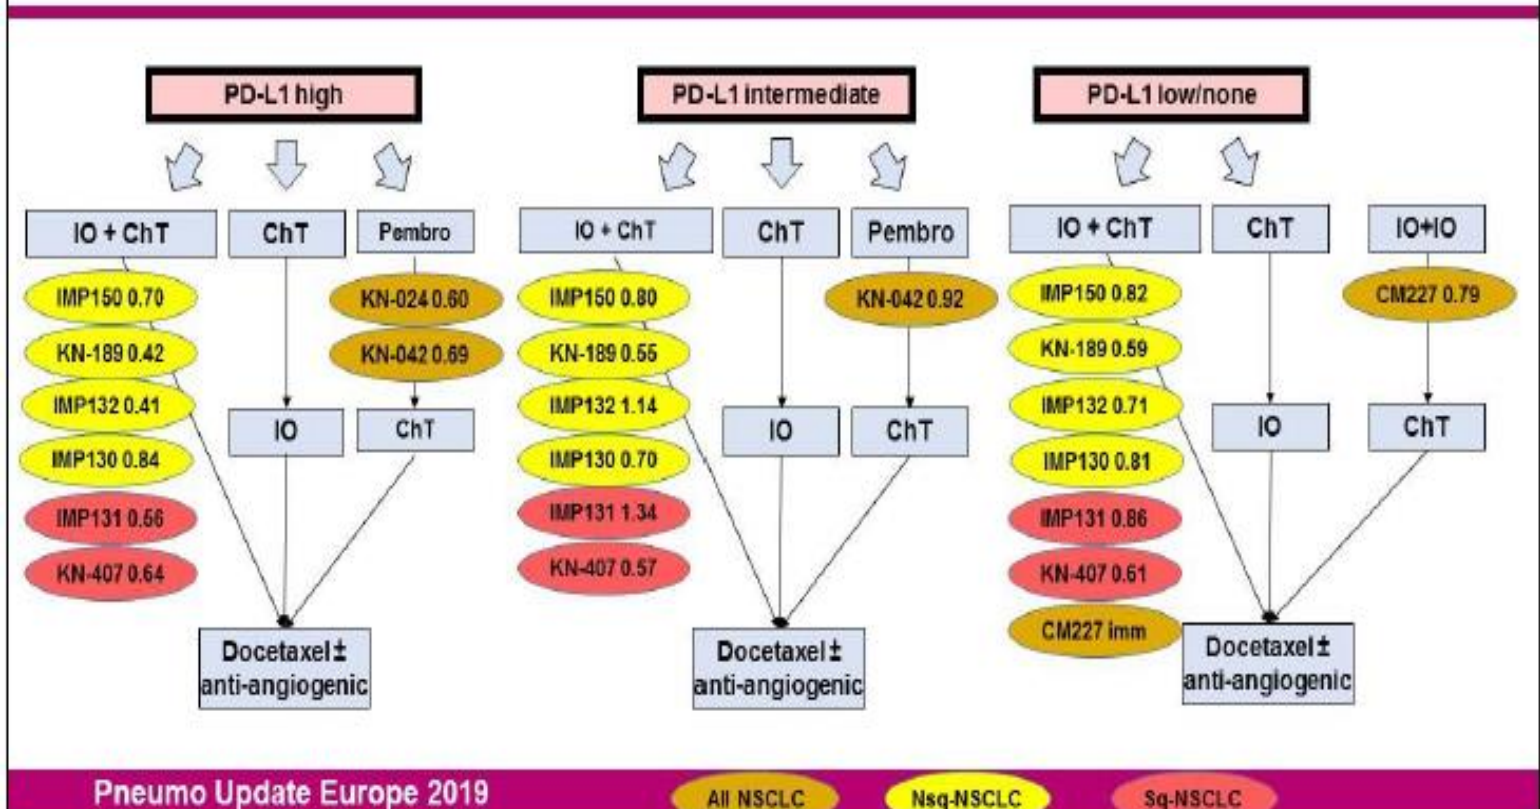 PD-L1 high
IO + ChT
ChT
Pembro
IMP150 0.70
KN-189 0.42
IMP132 0.41
IMP130 0.84
IMP131 0.56
KN-407 0.64
KN-024 0.60
KN-042 0.69
IO
ChT
Docetaxel ±
anti-angiogenic
PD-L1 intermediate
IO + ChT
ChT
Pembro
IMP150 0.80
KN-189 0.55
IMP132 1.14
IMP130 0.70
IMP131 1.34
KN-407 0.57
KN-042 0.92
IO
ChT
Docetaxel ±
anti-angiogenic
PD-L1 low/none
IO + ChT
ChT
IO+IO
IMP150 0.82
KN-189 0.59
IMP132 0.71
IMP130 0.81
IMP131 0.86
KN-407 0.61
CM227 imm
CM227 0.79
IO
ChT
Docetaxel ±
anti-angiogenic
Pneumo Update Europe 2019
All NSCLC
Nsq-NSCLC
Sq-NSCLC